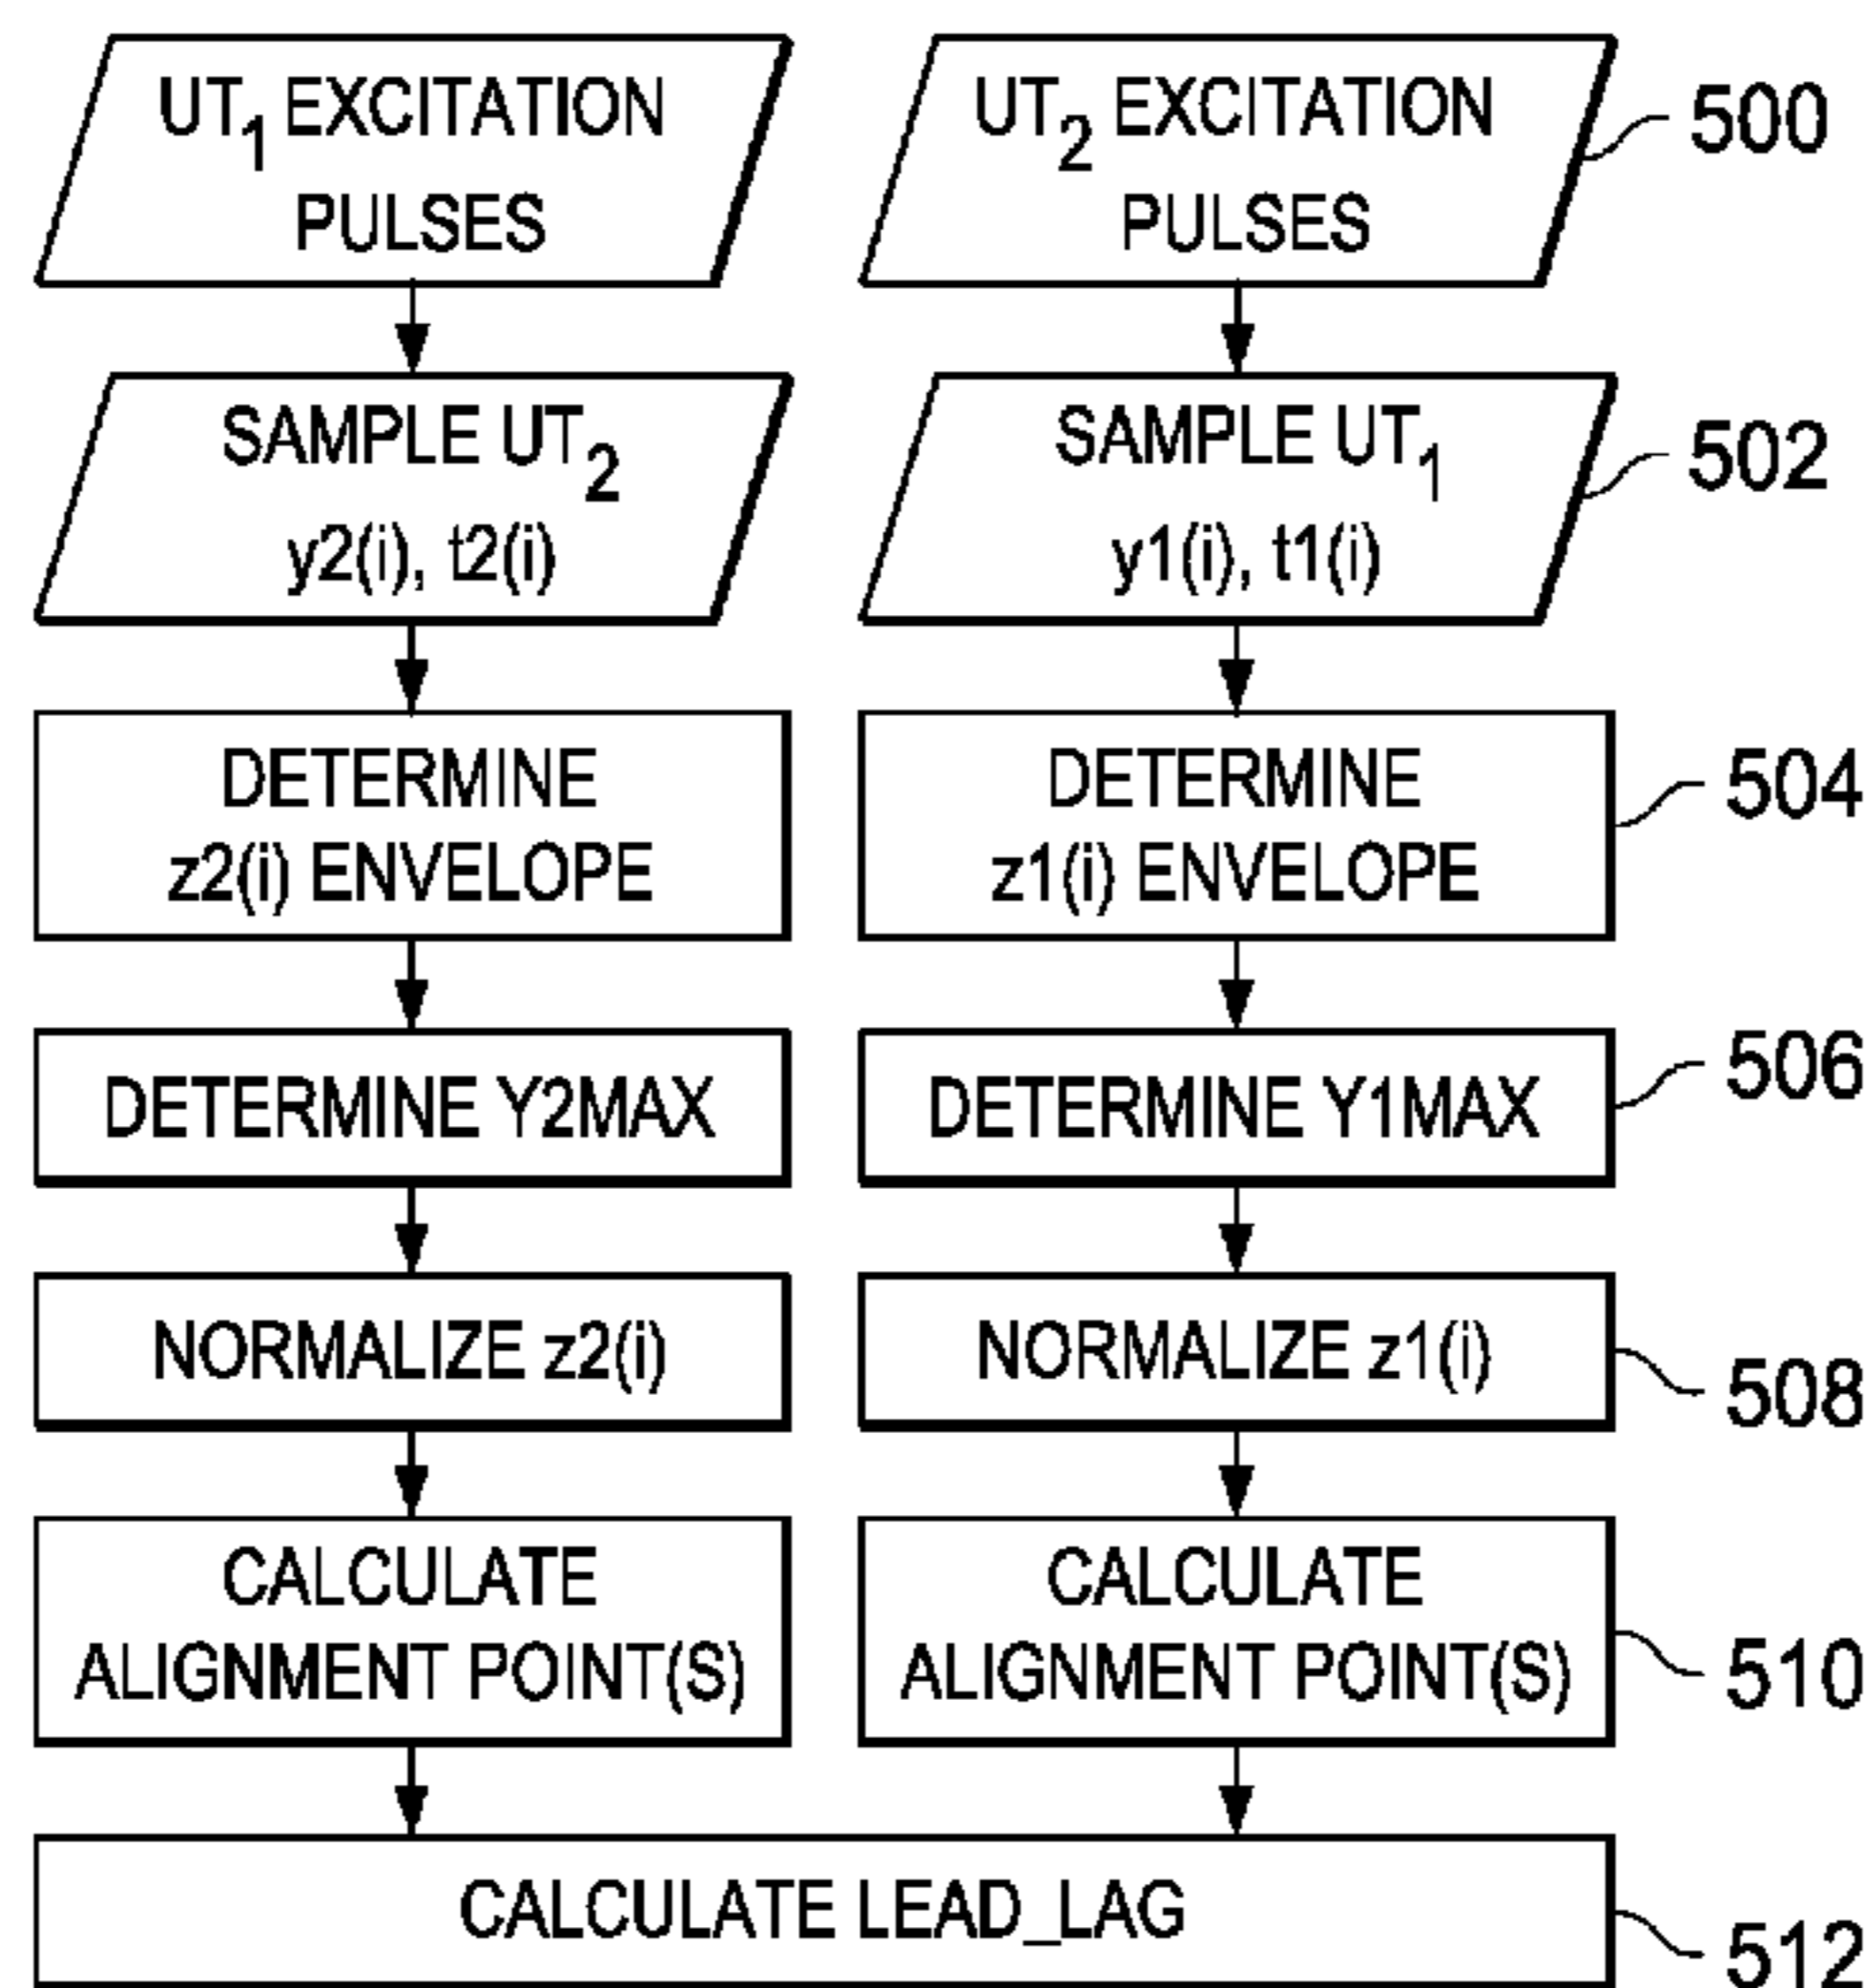 UT1 EXCITATION
PULSES
UT2 EXCITATION
PULSES
500
SAMPLE UT2
y2(i), t2(i)
SAMPLE UT1
y1(i), t1(i)
502
DETERMINE
z2(i) ENVELOPE
DETERMINE
z1(i) ENVELOPE
504
DETERMINE Y2MAX
DETERMINE Y1MAX
506
NORMALIZE z2(i)
NORMALIZE z1(i)
508
CALCULATE
ALIGNMENT POINT(S)
CALCULATE
ALIGNMENT POINT(S)
510
CALCULATE LEAD_LAG
512